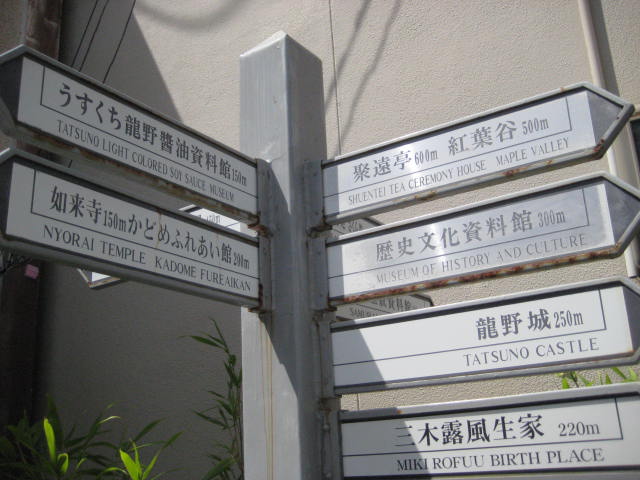 うすくち龍野醬油資料館150m
TATSUNO LIGHT COLORED SOY SAUCE MUSEUM
如来寺150mかどめふれあい館200m
NYORAI TEMPLE KADOME FUREAIKAN
聚遠亭600m 紅葉谷500m
SHUENTEI TEA CEREMONY HOUSE MAPLE VALLEY
歴史文化資料館300m
MUSEUM OF HISTORY AND CULTURE
龍野城250m
TATSUNO CASTLE
三木露風生家 220m
MIKI ROFUU BIRTH PLACE